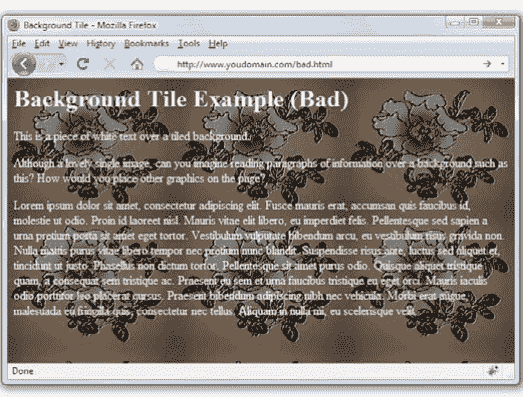 Background Tile - Mozilla Firefox
File Edit View History Bookmarks Tools Help
http://www.youdomain.com/bad.html
Background Tile Example (Bad)
This is a piece of white text over a tiled background.
Although a lovely single image, can you imagine reading paragraphs of information over a background such as
this? How would you place other graphics on the page?
Lorem ipsum dolor sit amet, consectetur adipiscing elit. Fusce mauris erat, accumsan quis faucibus id,
molestie ut odio. Proin id laoreet nisl. Mauris vitae elit libero, eu imperdiet felis. Pellentesque sed sapien a
urna pretium porta sit amet eget tortor. Vestibulum vulputate bibendum arcu, eu vestibulum risus gravida non.
Nulla mattis purus vitae libero tempor nec pretium nunc blandit. Suspendisse risus ante, luctus sed aliquet et,
tincidunt ut justo. Phasellus non dictum tortor. Pellentesque sit amet purus odio. Quisque aliquet tristique
quam, a consequat sem tristique ac. Praesent eu sem et urna faucibus tristique eu eget orci. Mauris iaculis
odio porttitor leo placerat cursus. Praesent bibendum adipiscing nibh nec vehicula. Morbi erat augue,
malesuada eu fringilla quis, consectetur nec tellus. Aliquam in nulla mi, eu scelerisque velit.
Done